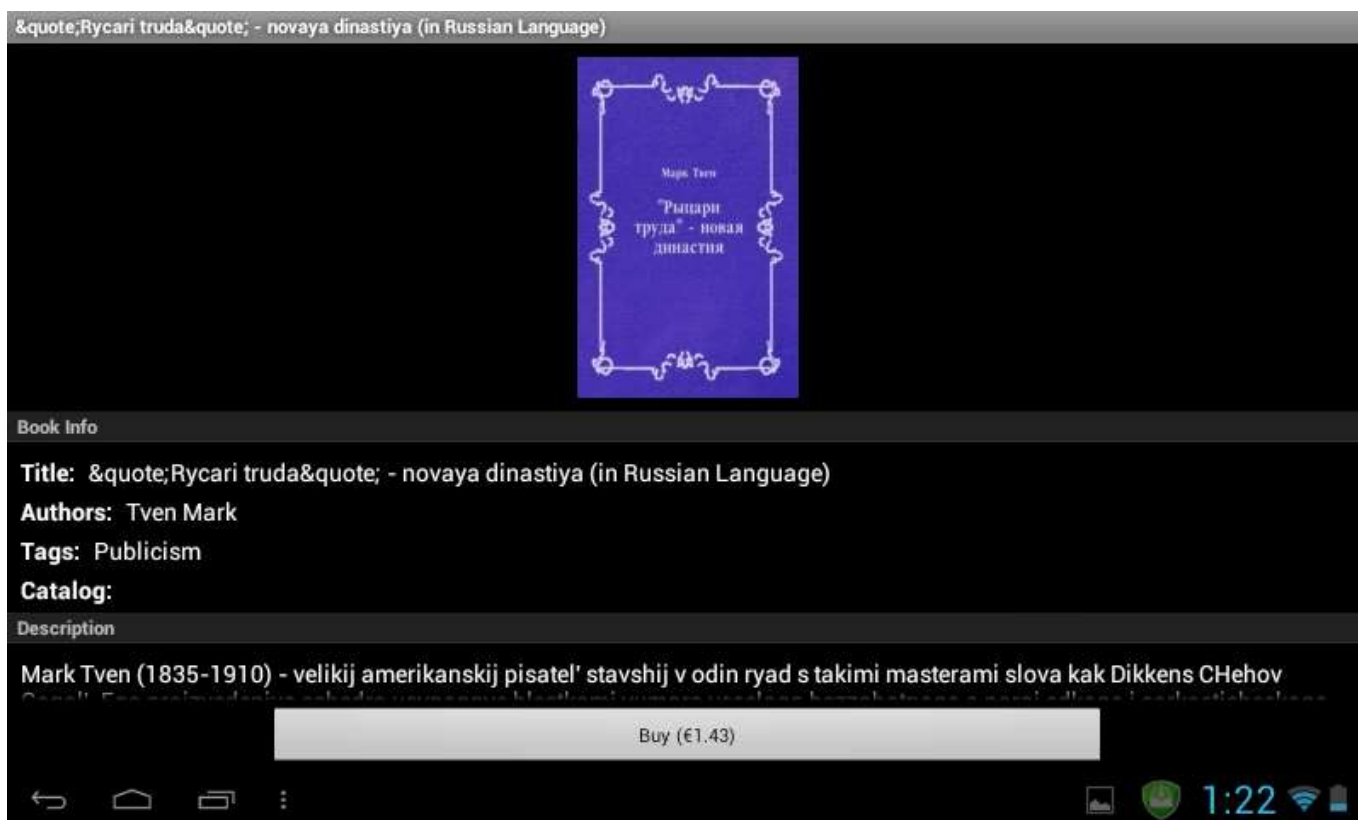 &quote;Rycari truda&quote; - novaya dinastiya (in Russian Language)
Марк Твен
"Рыцари
труда" - новая
династия
Book Info
Title: &quote;Rycari truda&quote; - novaya dinastiya (in Russian Language)
Authors: Tven Mark
Tags: Publicism
Catalog:
Description
Mark Tven (1835-1910) - velikij amerikanskij pisatel' stavshij v odin ryad s takimi masterami slova kak Dikkens CHehov
Buy (€1.43)
1:22